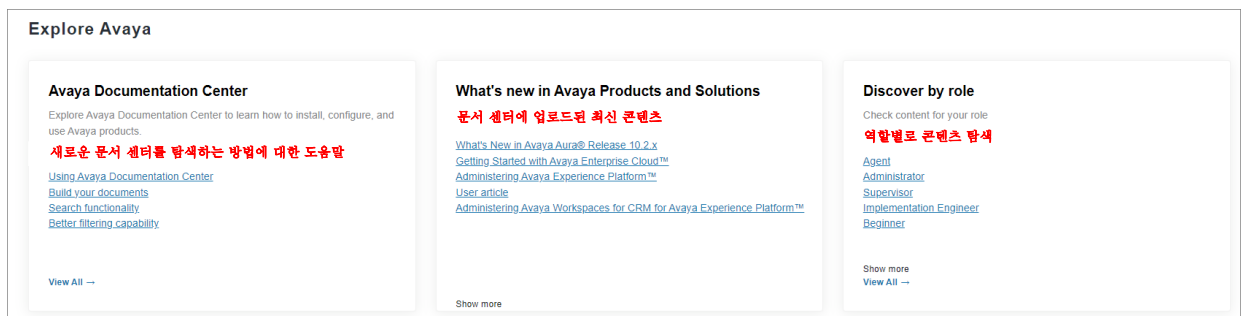 Explore Avaya
Avaya Documentation Center
Explore Avaya Documentation Center to learn how to install, configure, and
use Avaya products.
새로운 문서 센터를 탐색하는 방법에 대한 도움말
Using Avaya Documentation Center
Build your documents
Search functionality
Better filtering capability
View All →
What's new in Avaya Products and Solutions
문서 센터에 업로드된 최신 콘텐츠
What's New in Avaya Aura® Release 10.2.x
Getting Started with Avaya Enterprise Cloud™
Administering Avaya Experience Platform™
User article
Administering Avaya Workspaces for CRM for Avaya Experience Platform™
Show more
Discover by role
Check content for your role
역할별로 콘텐츠 탐색
Agent
Administrator
Supervisor
Implementation Engineer
Beginner
Show more
View All →